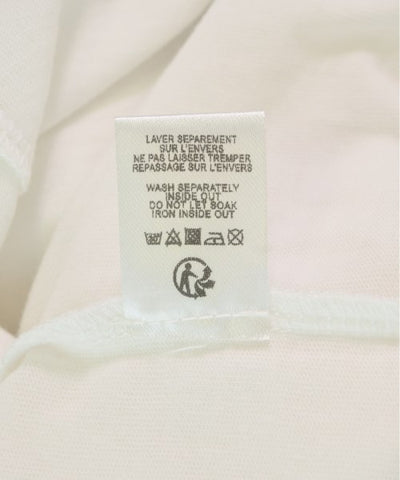 LAVER SEPAREMENT
SUR L'ENVERS
NE PAS LAISSER TREMPER
REPASSAGE SUR L'ENVERS
WASH SEPARATELY
INSIDE OUT
DO NOT LET SOAK
IRON INSIDE OUT